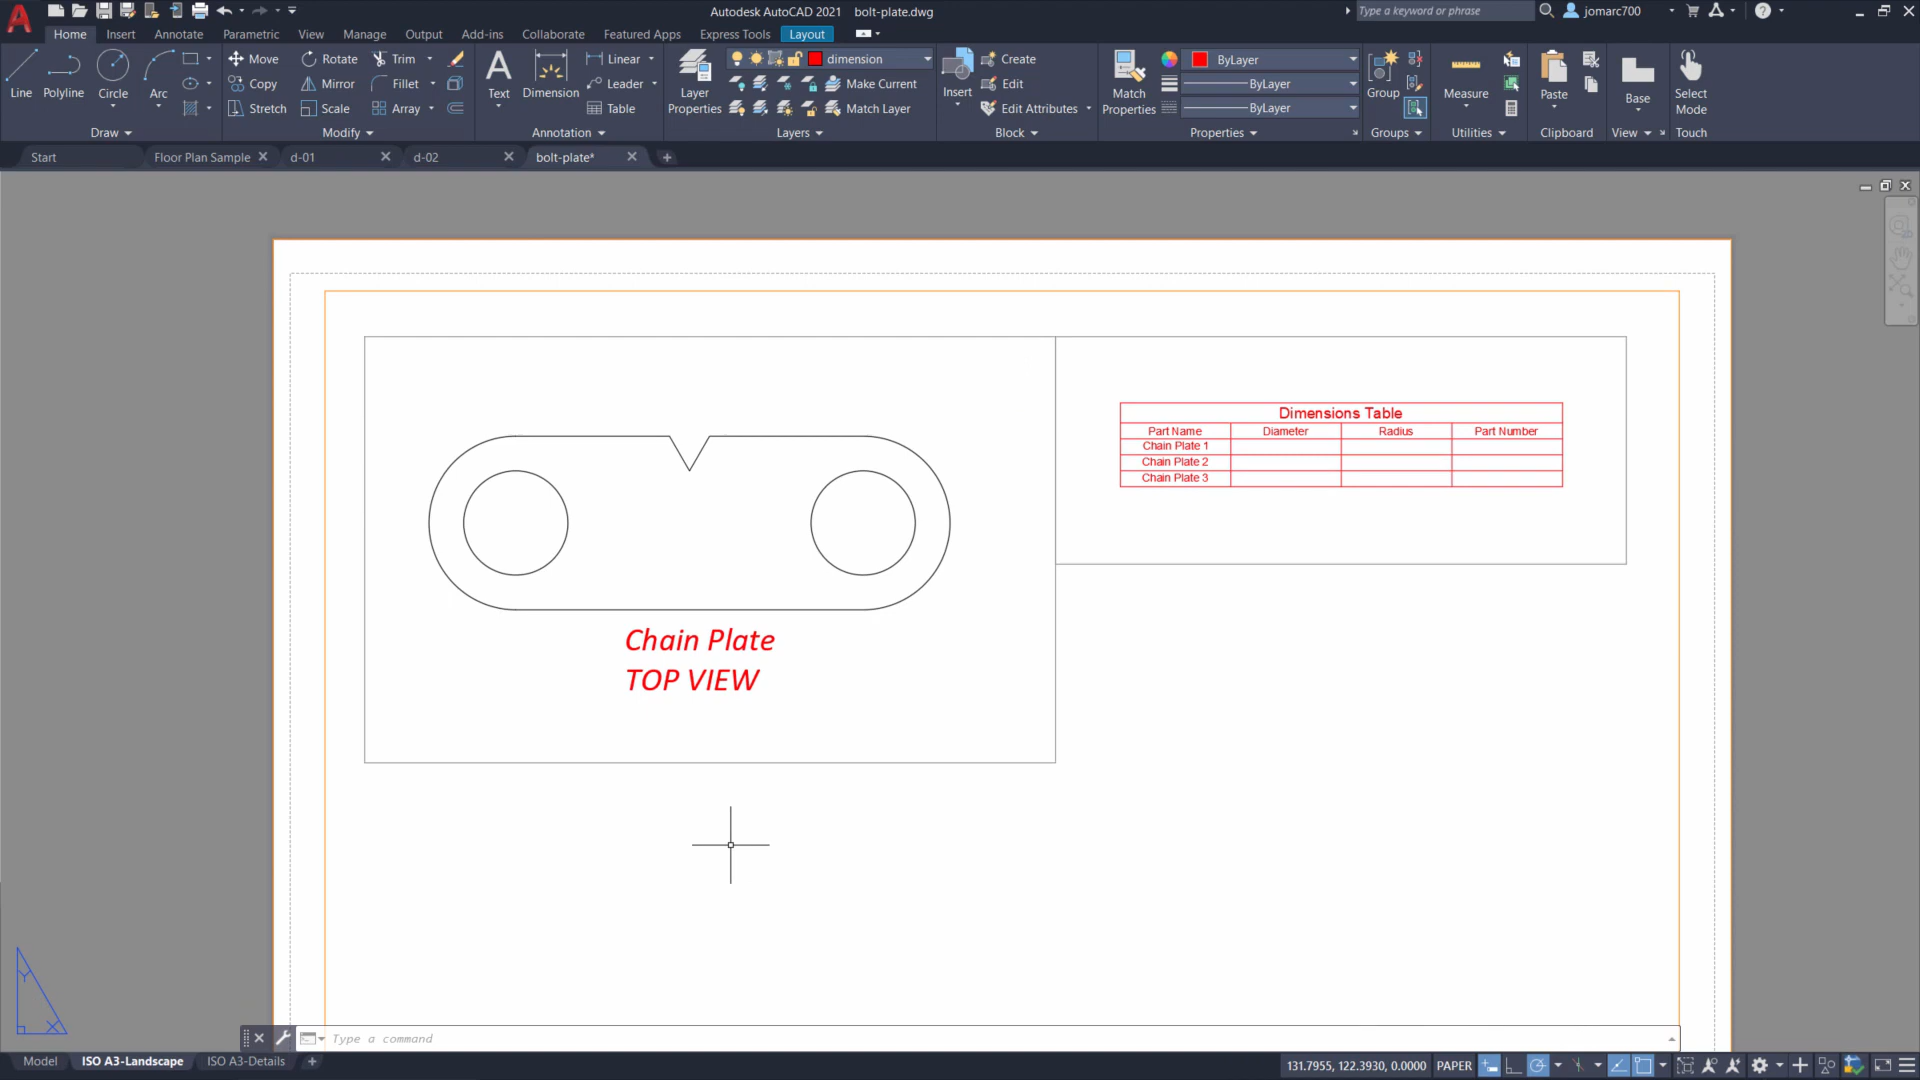 Autodesk AutoCAD 2021 bolt-plate.dwg
Type a keyword or phrase
jomarc700
Home Insert Annotate Parametric View Manage Output Add-ins Collaborate Featured Apps Express Tools Layout
Line
Polyline
Circle
Arc
Draw
Move
Rotate
Trim
Copy
Mirror
Fillet
Stretch
Scale
Array
Modify
Text
Dimension
Linear
Leader
Table
Annotation
Layer
Properties
dimension
Make Current
Match Layer
Layers
Insert
Create
Edit
Edit Attributes
Block
Match
Properties
ByLayer
ByLayer
ByLayer
Properties
Group
Groups
Measure
Utilities
Paste
Clipboard
Base
View
Select
Mode
Touch
Start Floor Plan Sample d-01 d-02 bolt-plate*
Dimensions Table
Part Name Diameter Radius Part Number
Chain Plate 1
Chain Plate 2
Chain Plate 3
Chain Plate
TOP VIEW
Y
X
Type a command
Model ISO A3-Landscape ISO A3-Details
131.7955, 122.3930, 0.0000 PAPER